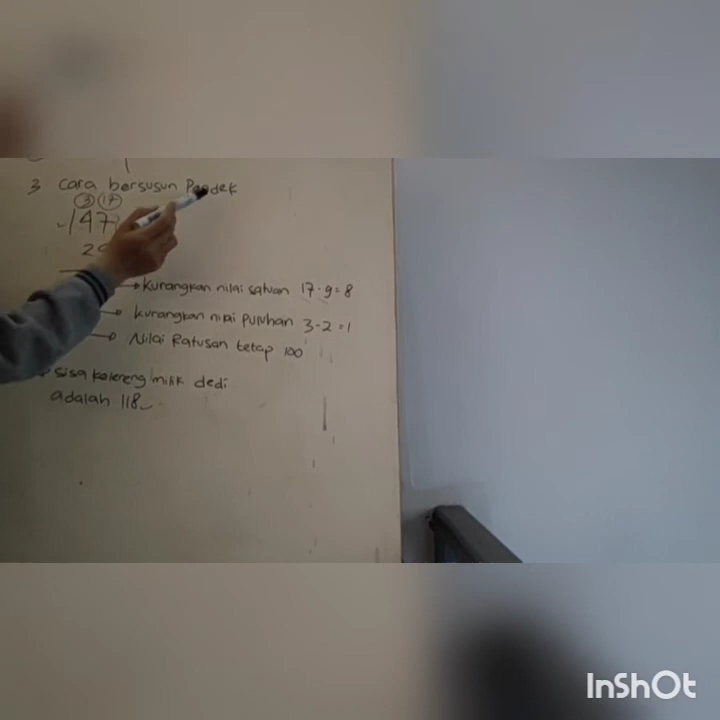 3 Cara bersusun Pendek
3 17
147
2
Kurangkan nilai satuan 17-9=8
kurangkan nilai puluhan 3-2=1
Nilai Ratusan tetap 100
sisa kelereng milik dedi
adalah 118
InShOt